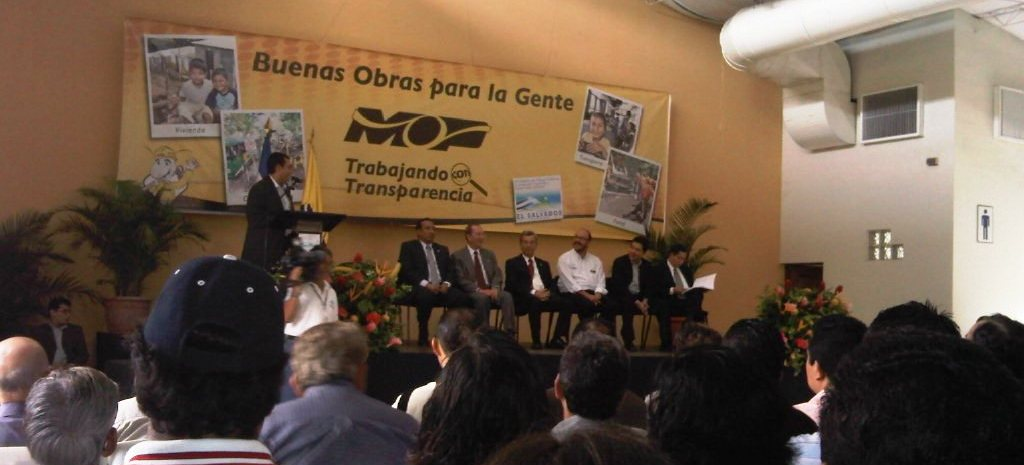 Buenas Obras para la Gente
MOP
Trabajando con
Transparencia
Vivienda
EL SALVADOR